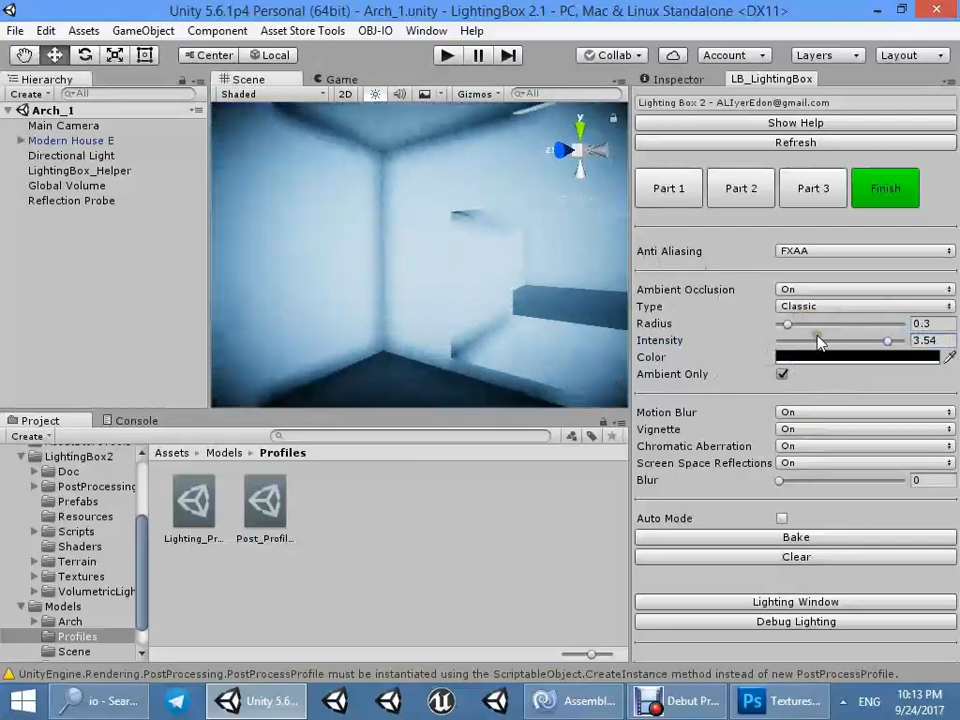 Unity 5.6.1p4 Personal (64bit) - Arch_1.unity - LightingBox 2.1 - PC, Mac & Linux Standalone <DX11>
File Edit Assets GameObject Component Asset Store Tools OBJ-IO Window Help
Center Local Collab Account Layers Layout
Hierarchy Scene Game Inspector LB_LightingBox
Create All Shaded 2D Gizmos All
Lighting Box 2 - ALIyerEdon@gmail.com
Arch_1
Main Camera
Modern House E
Directional Light
LightingBox_Helper
Global Volume
Reflection Probe
y
z
Show Help
Refresh
Part 1 Part 2 Part 3 Finish
Anti Aliasing FXAA
Ambient Occlusion On
Type Classic
Radius 0.3
Intensity 3.54
Color
Ambient Only
Motion Blur On
Vignette On
Chromatic Aberration On
Screen Space Reflections On
Blur 0
Auto Mode
Bake
Clear
Lighting Window
Debug Lighting
Project Console
Create
LightingBox2
Doc
PostProcessing
Prefabs
Resources
Scripts
Shaders
Terrain
Textures
VolumetricLigh
Models
Arch
Profiles
Scene
Assets Models Profiles
Lighting_Pr... Post_Profil...
UnityEngine.Rendering.PostProcessing.PostProcessProfile must be instantiated using the ScriptableObject.CreateInstance method instead of new PostProcessProfile.
io - Sear... Unity 5.6... Assembl... Debut Pr... Ps Textures... ENG
10:13 PM
9/24/2017